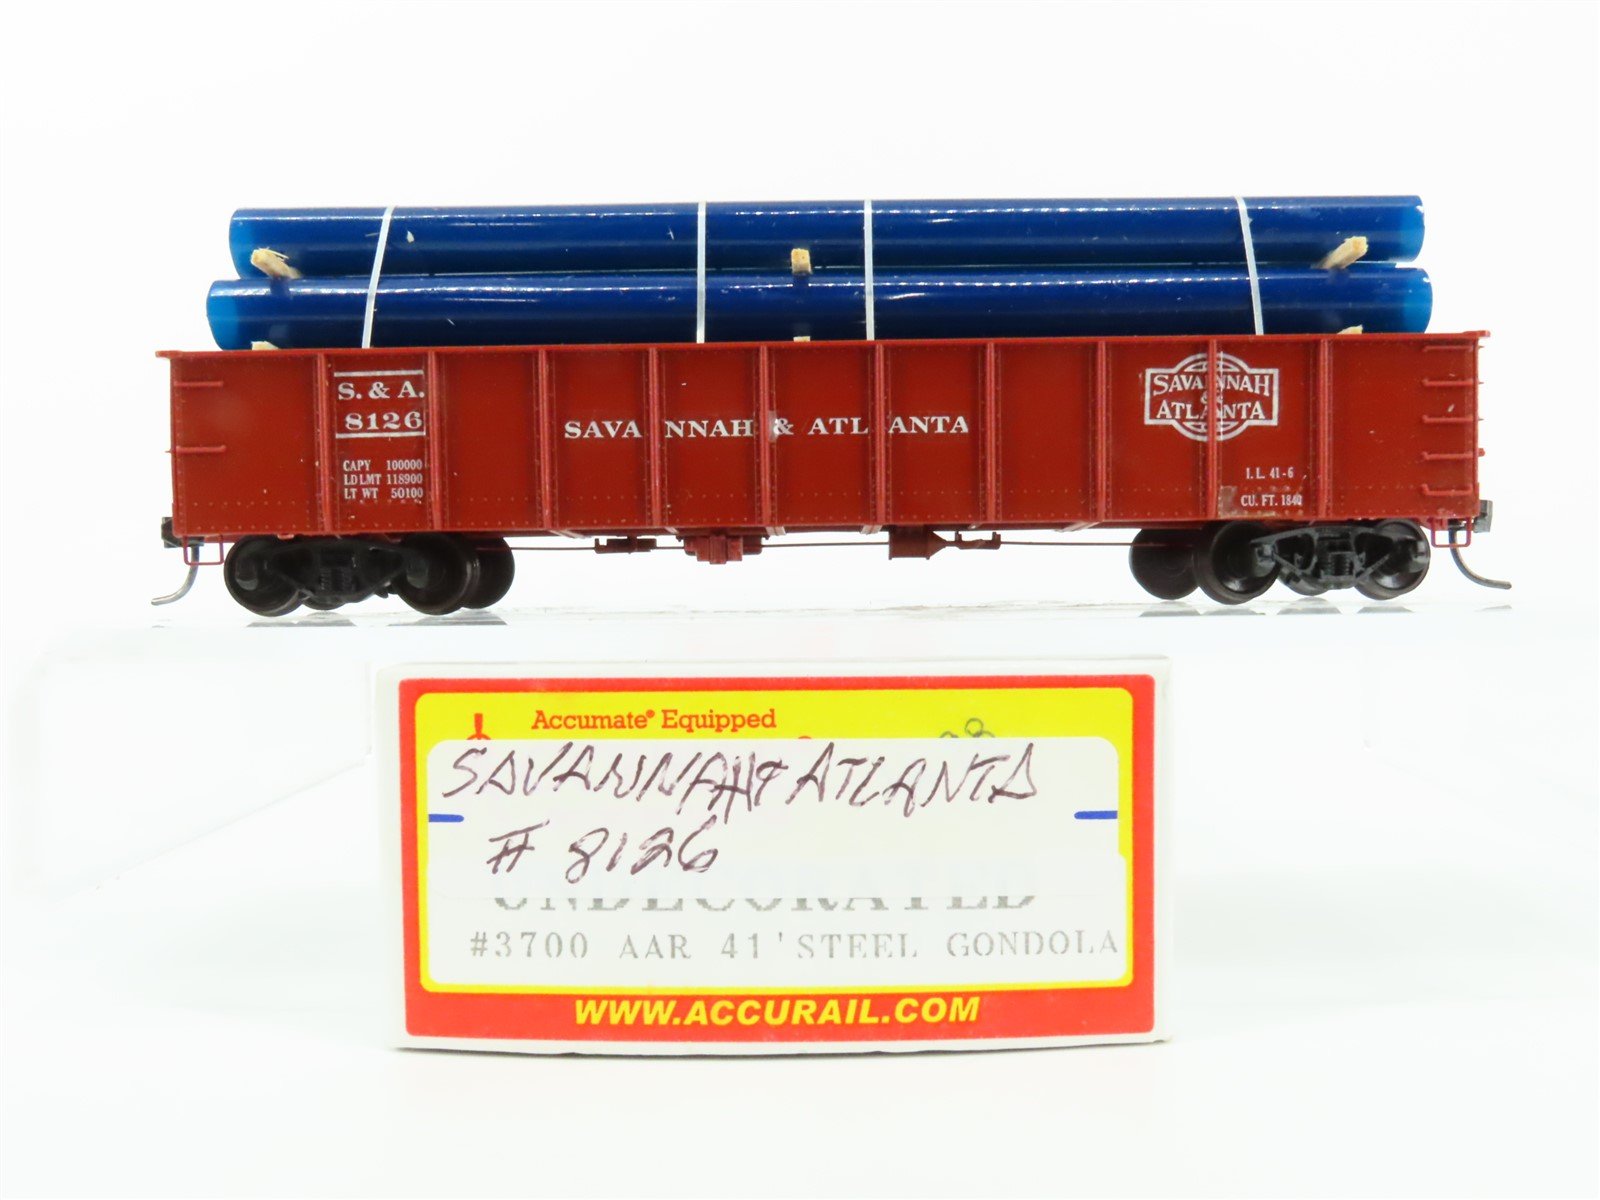 S. & A.
8126
CAPY 100000
LD LMT 118900
LT WT 50100
SAVANNAH & ATLANTA
SAVANNAH
&
ATLANTA
I.L. 41-6
CU. FT. 1840
Accumate® Equipped
SAVANNAH & ATLANTA
# 8126
UNDECORATED
#3700 AAR 41' STEEL GONDOLA
WWW.ACCURAIL.COM